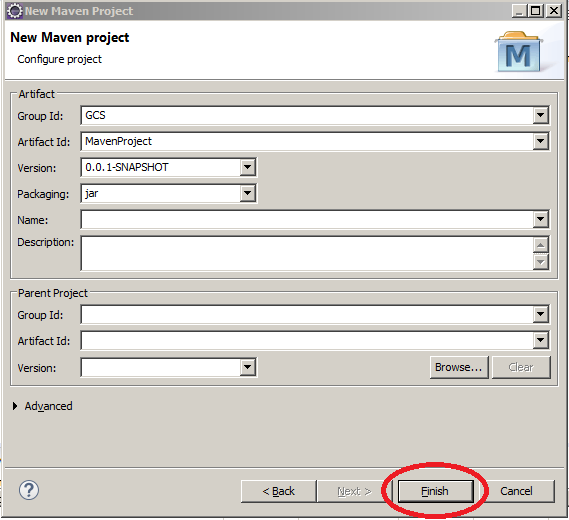 New Maven Project
New Maven project
Configure project
M
Artifact
Group Id: GCS
Artifact Id: MavenProject
Version: 0.0.1-SNAPSHOT
Packaging: jar
Name:
Description:
Parent Project
Group Id:
Artifact Id:
Version: Browse... Clear
Advanced
? < Back Next > Finish Cancel